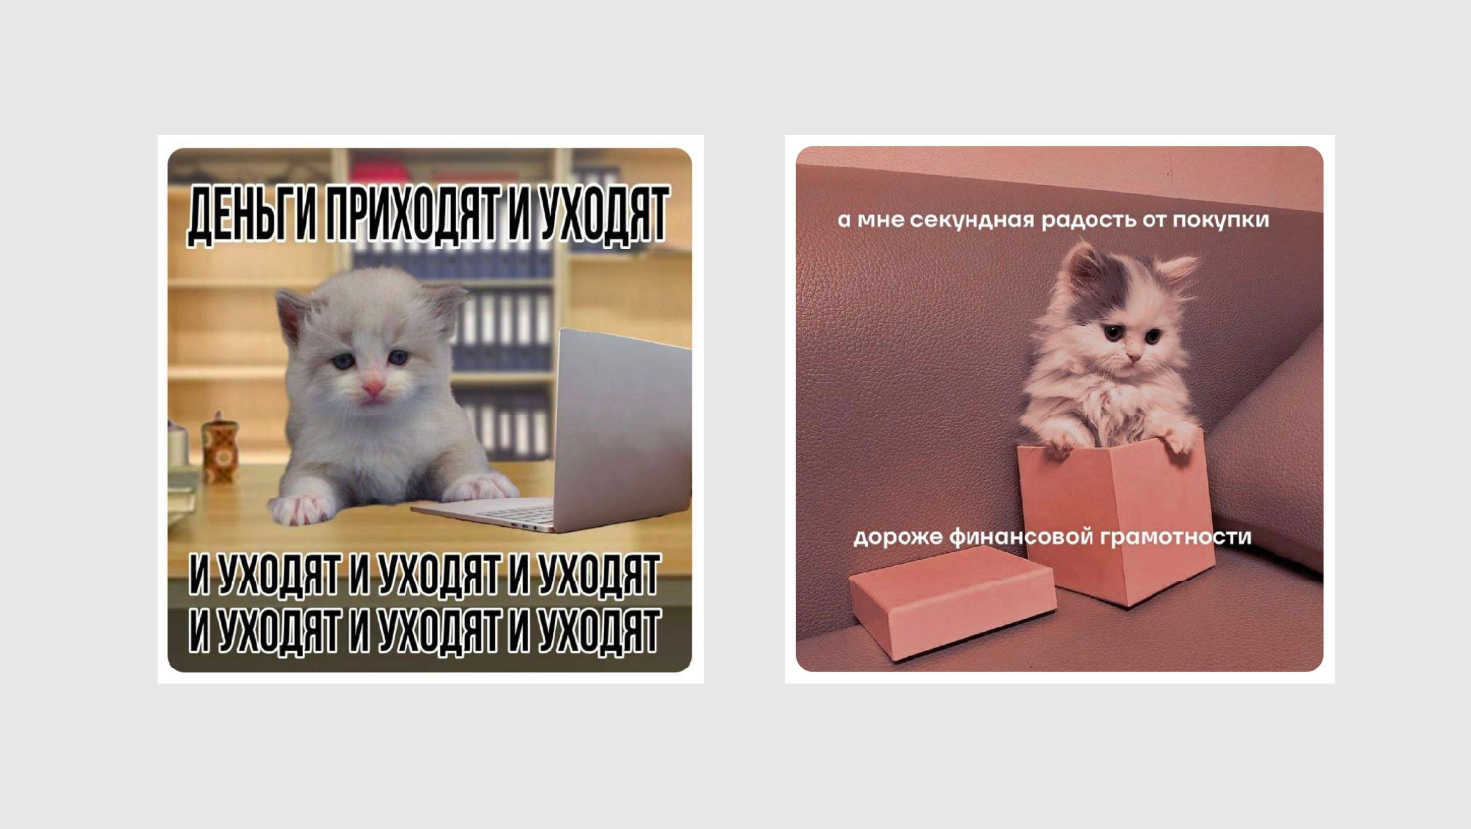 ДЕНЬГИ ПРИХОДЯТ И УХОДЯТ
И УХОДЯТ И УХОДЯТ И УХОДЯТ
И УХОДЯТ И УХОДЯТ И УХОДЯТ
а мне секундная радость от покупки
дороже финансовой грамотности